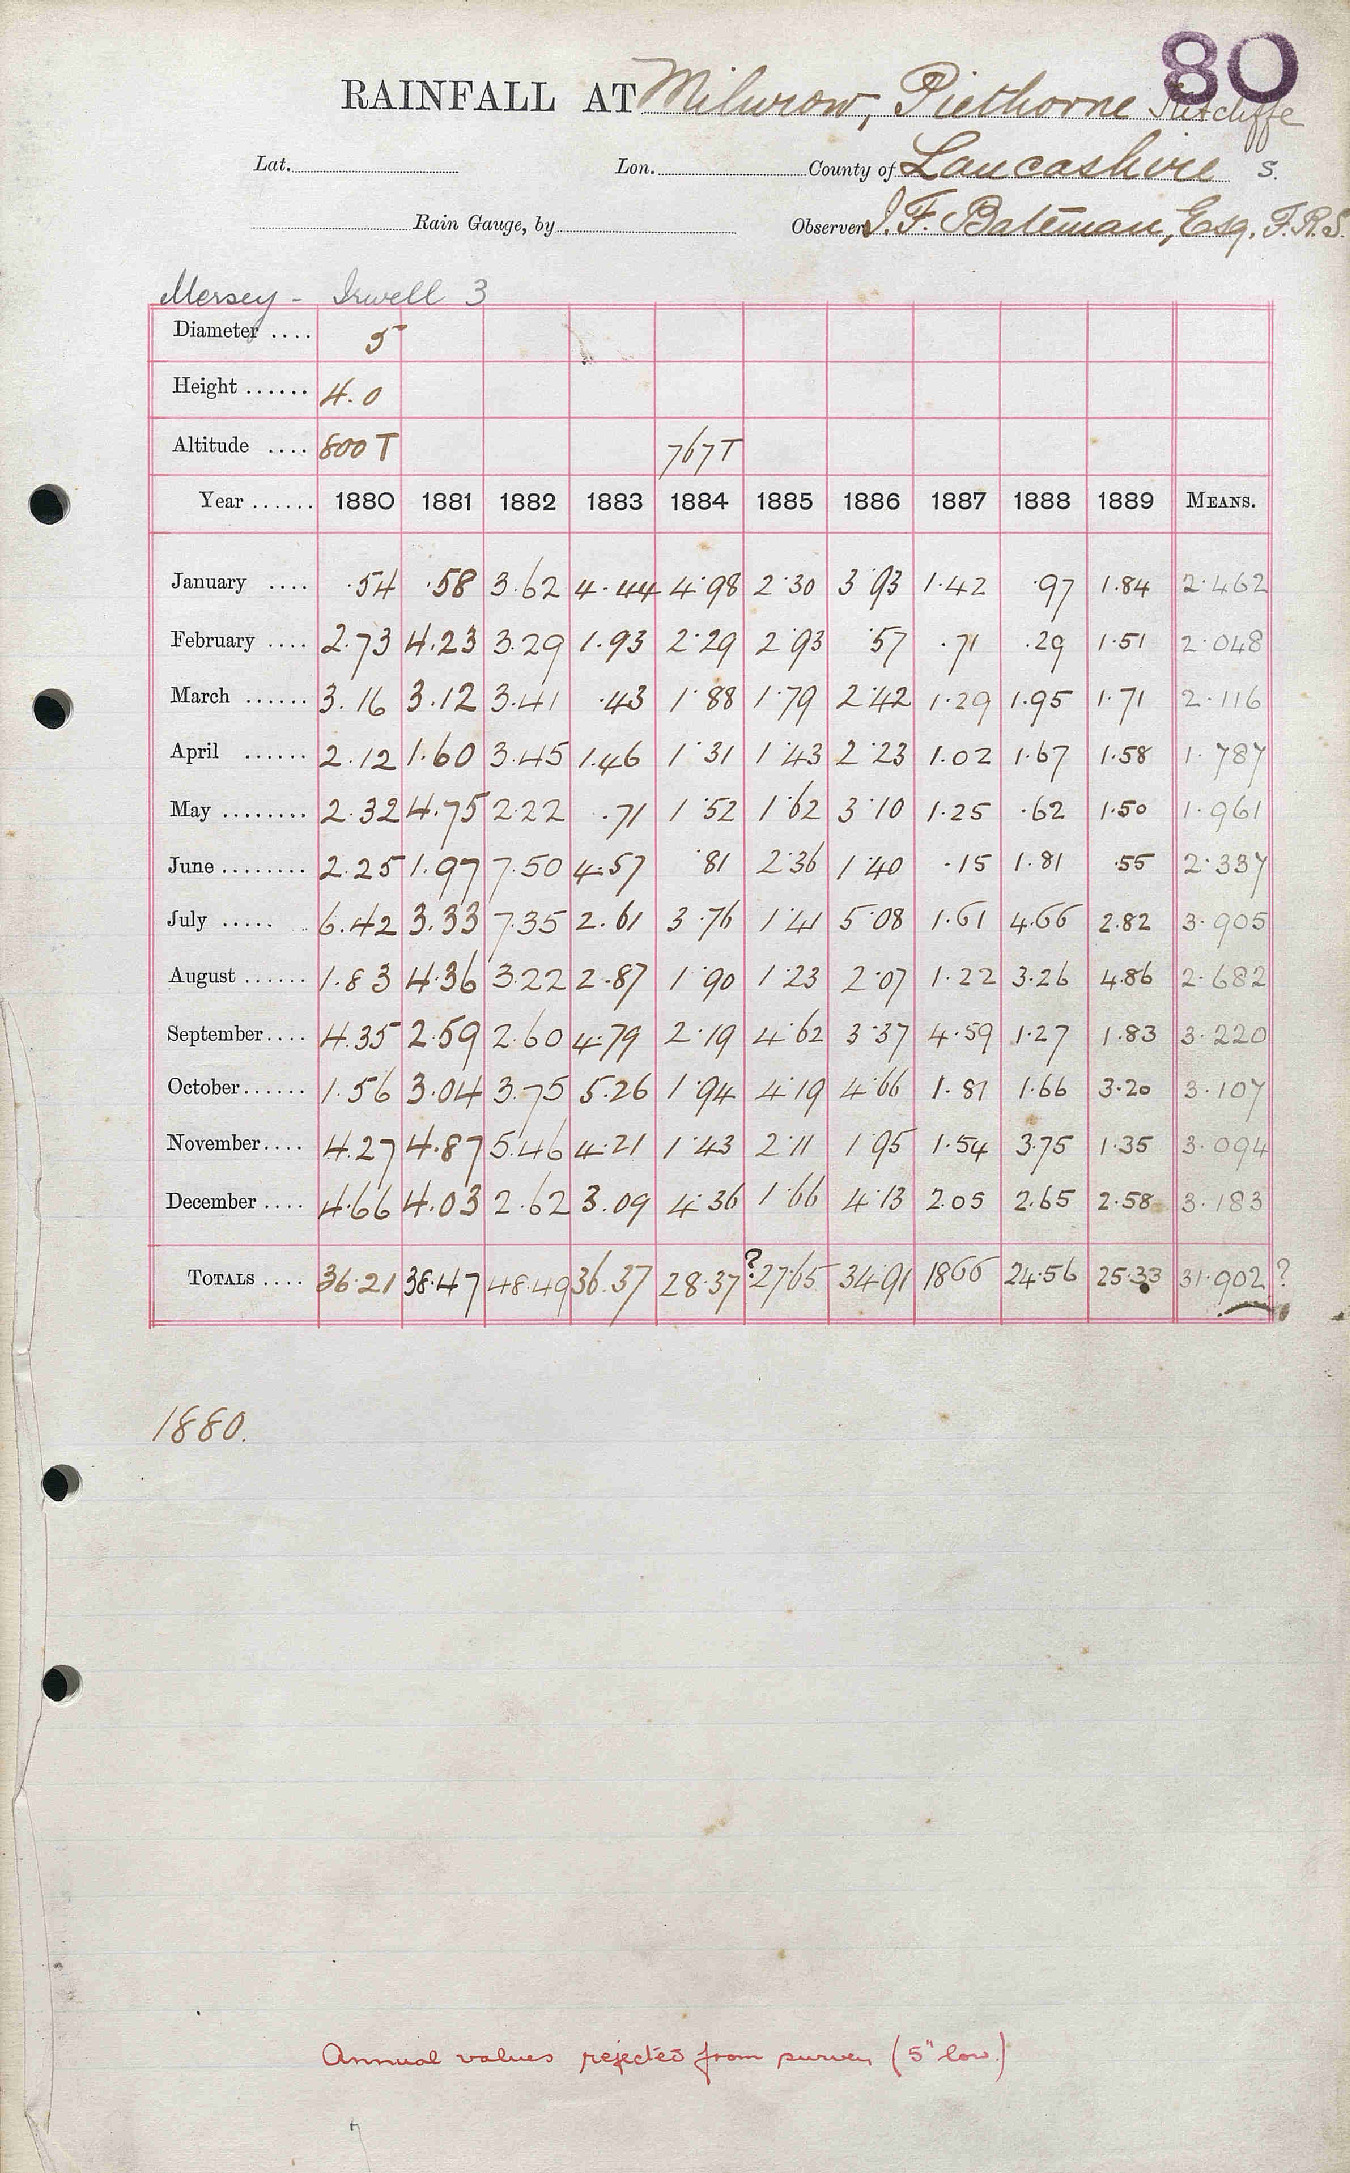 80
RAINFALL AT Milnrow, Piethorne Sutcliffe
Lat. Lon. County of Lancashire S.
Rain Gauge, by Observer J. F. Bateman, Esq, F.R.S.
Mersey - Irwell 3
Diameter .... 5
Height ...... 4.0
Altitude .... 800 T 767 T
Year ...... 1880 1881 1882 1883 1884 1885 1886 1887 1888 1889 MEANS.
January .... .54 .58 3.62 4.44 4.98 2.30 3.93 1.42 .97 1.84 2.462
February .... 2.73 4.23 3.29 1.93 2.29 2.93 .57 .71 .29 1.51 2.048
March ...... 3.16 3.12 3.41 .43 1.88 1.79 2.42 1.29 1.95 1.71 2.116
April ...... 2.12 1.60 3.45 1.46 1.31 1.43 2.23 1.02 1.67 1.58 1.787
May ........ 2.32 4.75 2.22 .71 1.52 1.62 3.10 1.25 .62 1.50 1.961
June ........ 2.25 1.97 7.50 4.57 .81 2.36 1.40 .15 1.81 .55 2.337
July ..... 6.42 3.33 7.35 2.61 3.76 1.41 5.08 1.61 4.66 2.82 3.905
August ...... 1.83 4.36 3.22 2.87 1.90 1.23 2.07 1.22 3.26 4.86 2.682
September.... 4.35 2.59 2.60 4.79 2.19 4.62 3.37 4.59 1.27 1.83 3.220
October...... 1.56 3.04 3.75 5.26 1.94 4.19 4.66 1.81 1.66 3.20 3.107
November.... 4.27 4.87 5.46 4.21 1.43 2.11 1.95 1.54 3.75 1.35 3.094
December .... 4.66 4.03 2.62 3.09 4.36 1.66 4.13 2.05 2.65 2.58 3.183
TOTALS .... 36.21 38.47 48.49 36.37 28.37 ? 27.65 34.91 18.66 24.56 25.33 31.902 ?
1880.
Annual values rejected from survey (5" low.)